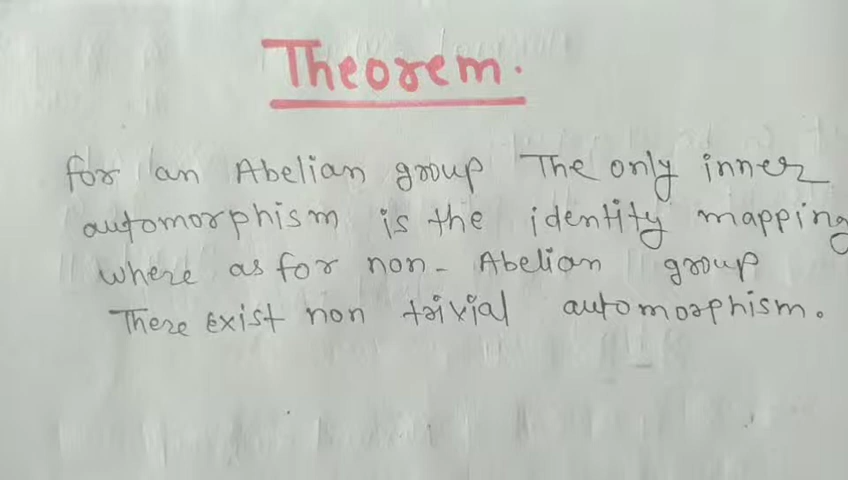 Theorem.
for an Abelian group The only inner
automorphism is the identity mapping
where as for non- Abelian group
There exist non trivial automorphism.